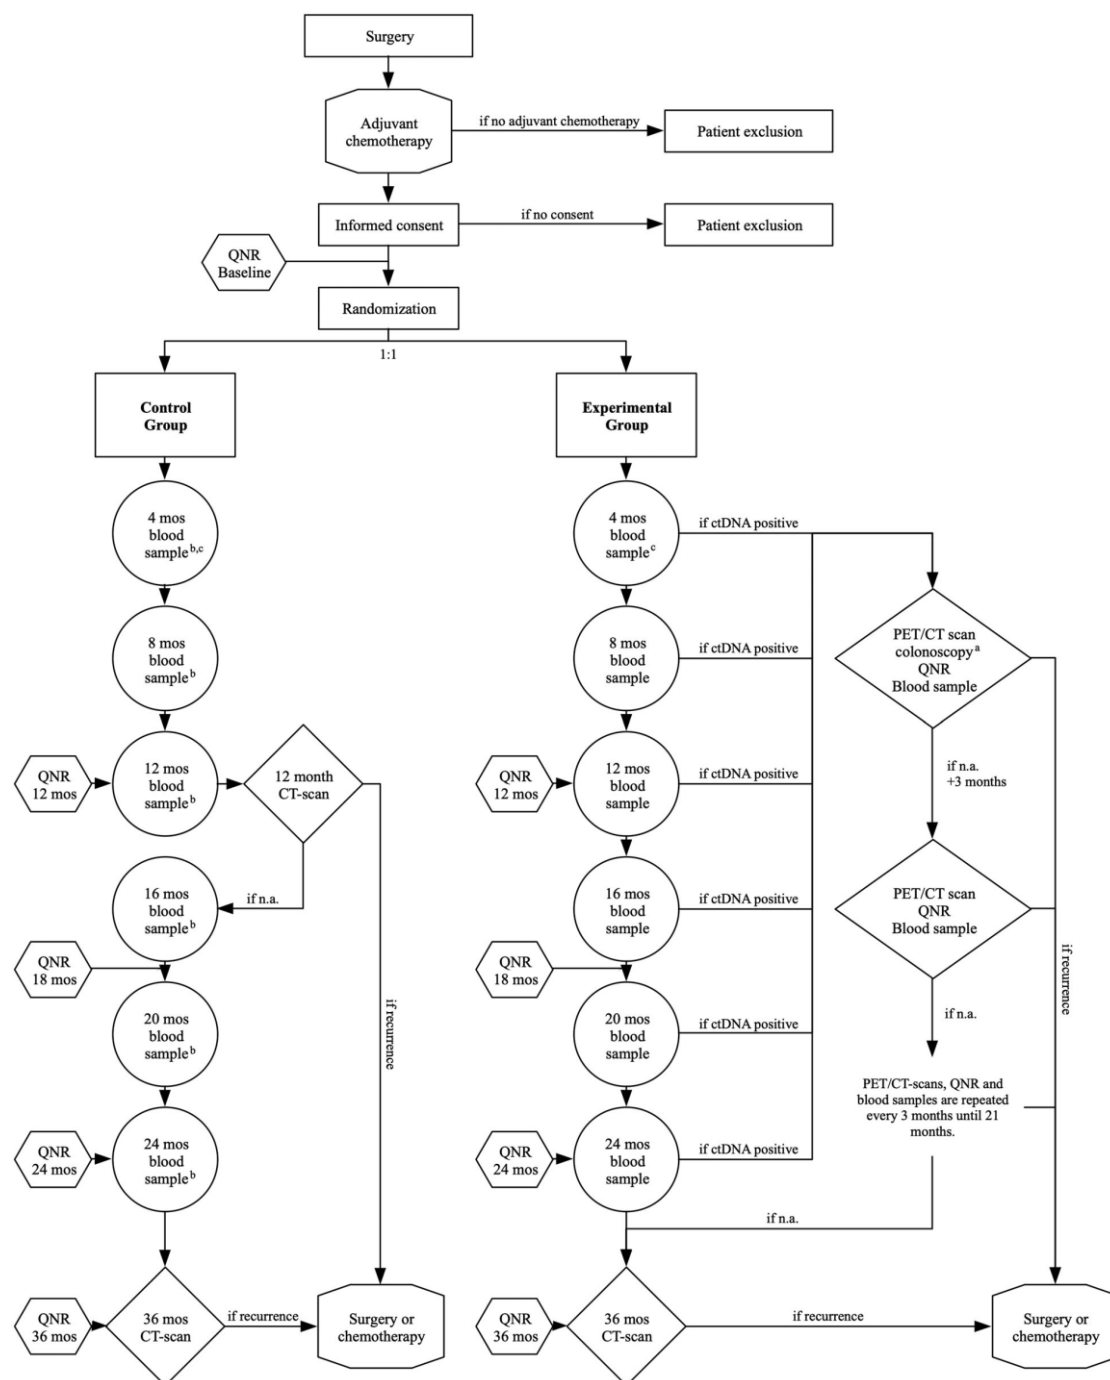 Surgery
Adjuvant
chemotherapy
if no adjuvant chemotherapy
Patient exclusion
Informed consent
if no consent
Patient exclusion
QNR
Baseline
Randomization
1:1
Control
Group
Experimental
Group
4 mos
blood
sample b,c
4 mos
blood
sample c
if ctDNA positive
8 mos
blood
sample b
8 mos
blood
sample
if ctDNA positive
PET/CT scan
colonoscopy a
QNR
Blood sample
QNR
12 mos
12 mos
blood
sample b
12 month
CT-scan
QNR
12 mos
12 mos
blood
sample
if ctDNA positive
if n.a.
+3 months
16 mos
blood
sample b
if n.a.
16 mos
blood
sample
if ctDNA positive
PET/CT scan
QNR
Blood sample
QNR
18 mos
QNR
18 mos
if recurrence
if recurrence
20 mos
blood
sample b
20 mos
blood
sample
if ctDNA positive
if n.a.
PET/CT-scans, QNR and
blood samples are repeated
every 3 months until 21
months.
QNR
24 mos
24 mos
blood
sample b
QNR
24 mos
24 mos
blood
sample
if ctDNA positive
if n.a.
QNR
36 mos
36 mos
CT-scan
if recurrence
Surgery or
chemotherapy
QNR
36 mos
36 mos
CT-scan
if recurrence
Surgery or
chemotherapy